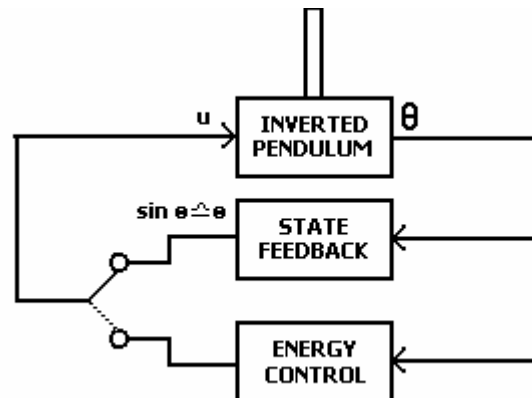 u
INVERTED
PENDULUM
θ
sin θ ≏ θ
STATE
FEEDBACK
ENERGY
CONTROL